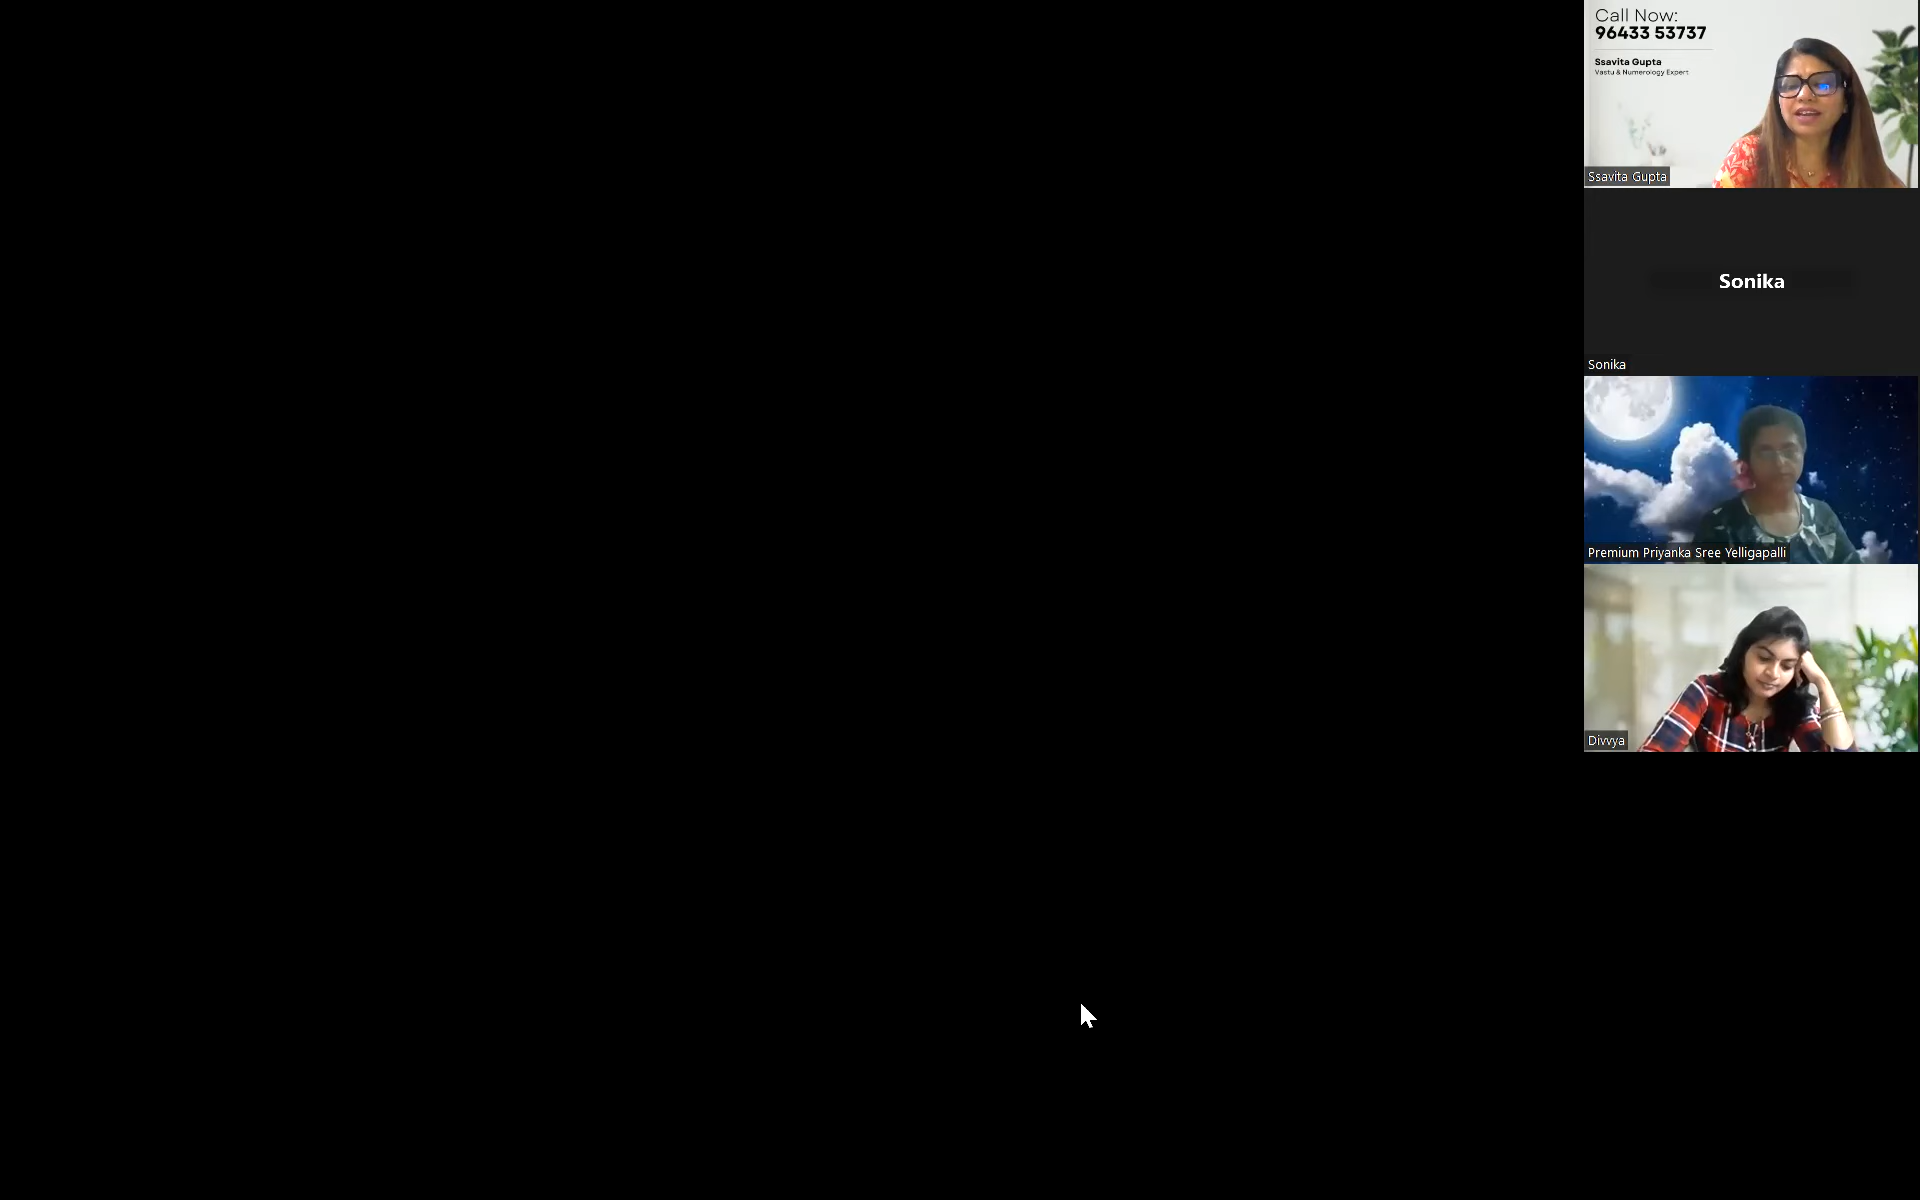 Call Now:
96433 53737
Ssavita Gupta
Vastu & Numerology Expert
Ssavita Gupta
Sonika
Sonika
Premium Priyanka Sree Yelligapalli
Divvya